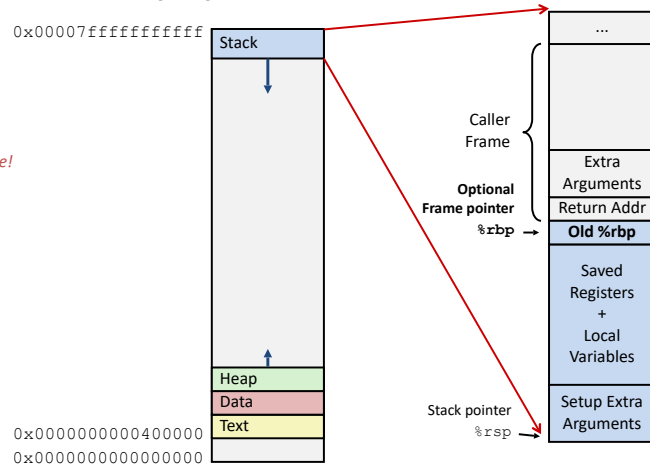 0x00007fffffffffff
Stack
e!
Heap
Data
Text
0x0000000000400000
0x0000000000000000
...
Caller
Frame
Extra
Arguments
Return Addr
Optional
Frame pointer
%rbp
Old %rbp
Saved
Registers
+
Local
Variables
Stack pointer
%rsp
Setup Extra
Arguments